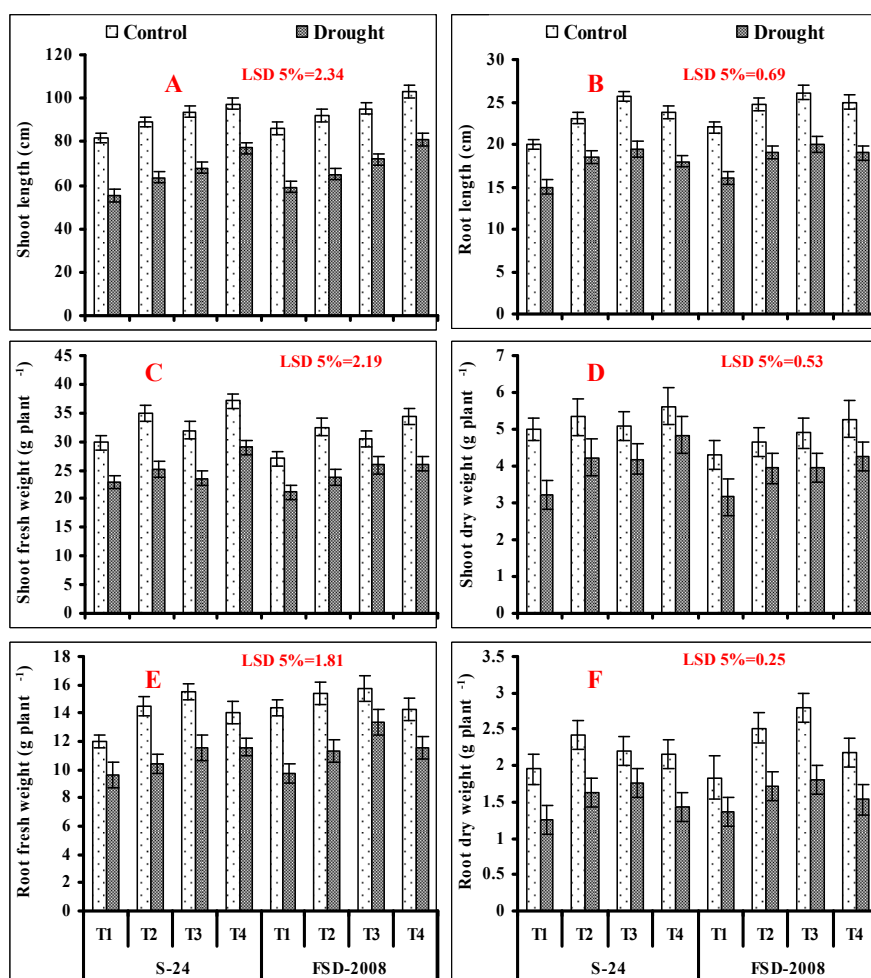 Control Drought
A LSD 5%=2.34
Shoot length (cm)
120
100
80
60
40
20
0
Control Drought
B LSD 5%=0.69
Root length (cm)
30
25
20
15
10
5
0
C LSD 5%=2.19
Shoot fresh weight (g plant -1)
45
40
35
30
25
20
15
10
5
0
D LSD 5%=0.53
Shoot dry weight (g plant -1)
7
6
5
4
3
2
1
0
E LSD 5%=1.81
Root fresh weight (g plant -1)
18
16
14
12
10
8
6
4
2
0
T1 T2 T3 T4 T1 T2 T3 T4
S-24 FSD-2008
F LSD 5%=0.25
Root dry weight (g plant -1)
3.5
3
2.5
2
1.5
1
0.5
0
T1 T2 T3 T4 T1 T2 T3 T4
S-24 FSD-2008